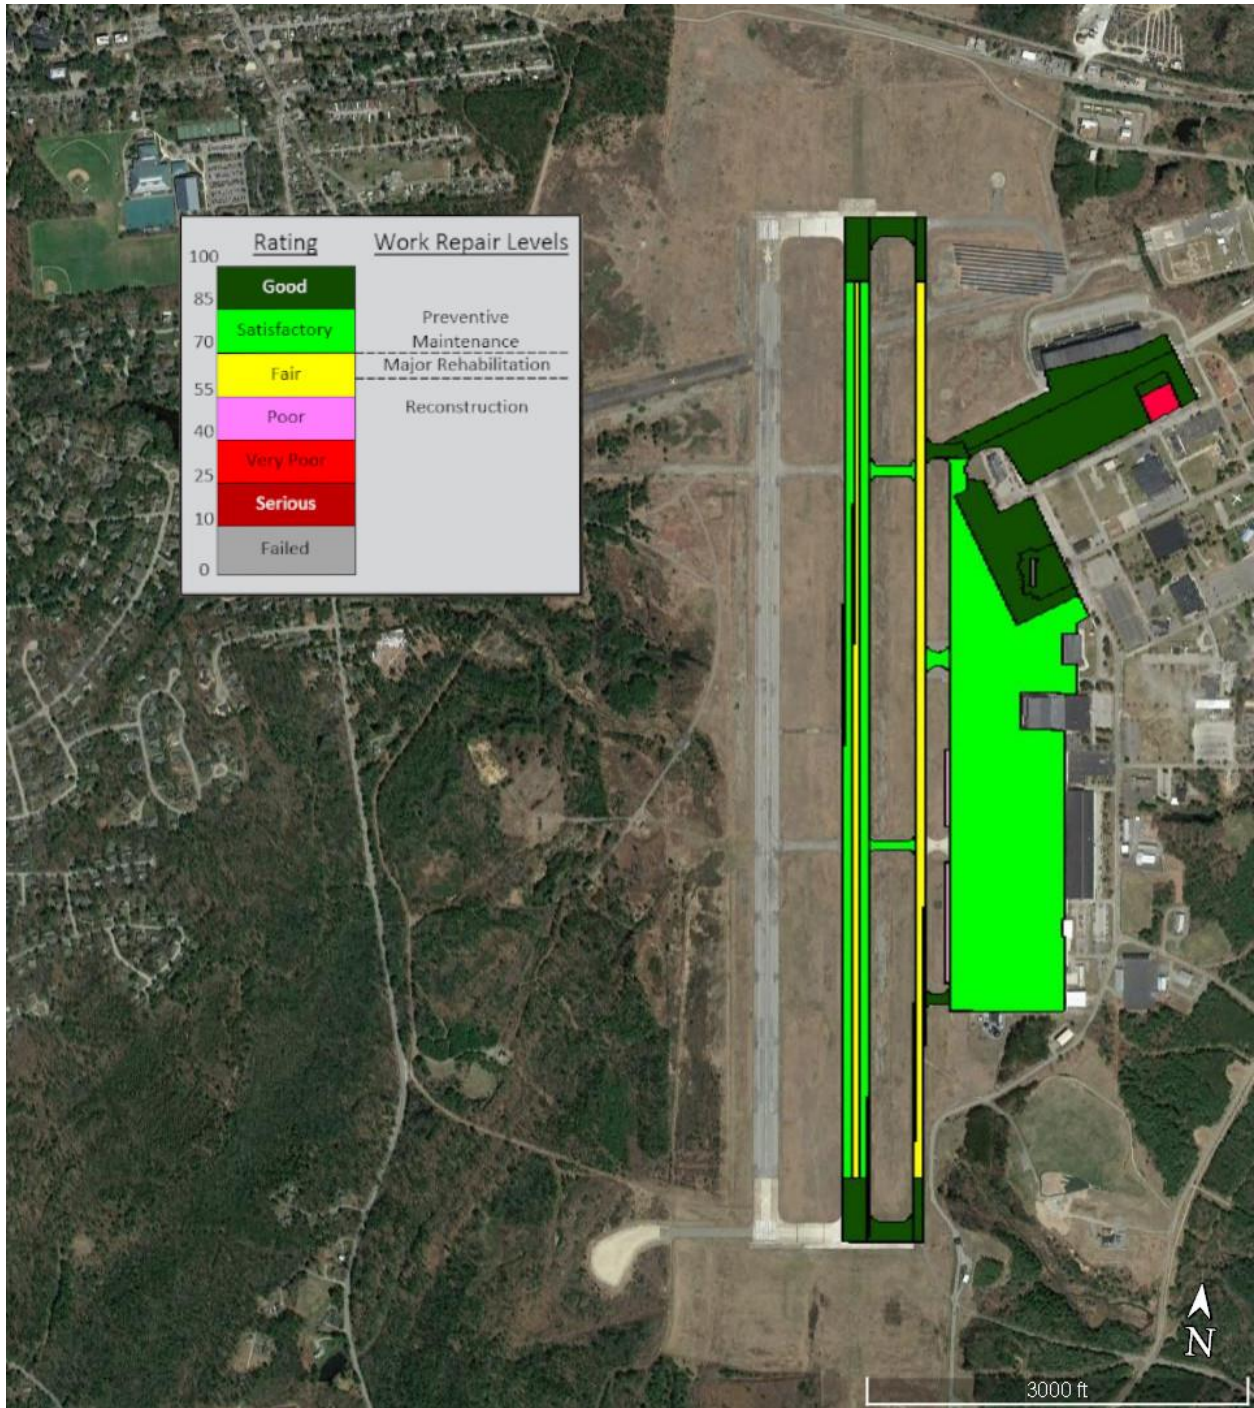 Rating
Work Repair Levels
100
Good
85
Satisfactory
Preventive
Maintenance
70
Major Rehabilitation
Fair
55
Reconstruction
Poor
40
Very Poor
25
Serious
10
Failed
0
N
3000 ft